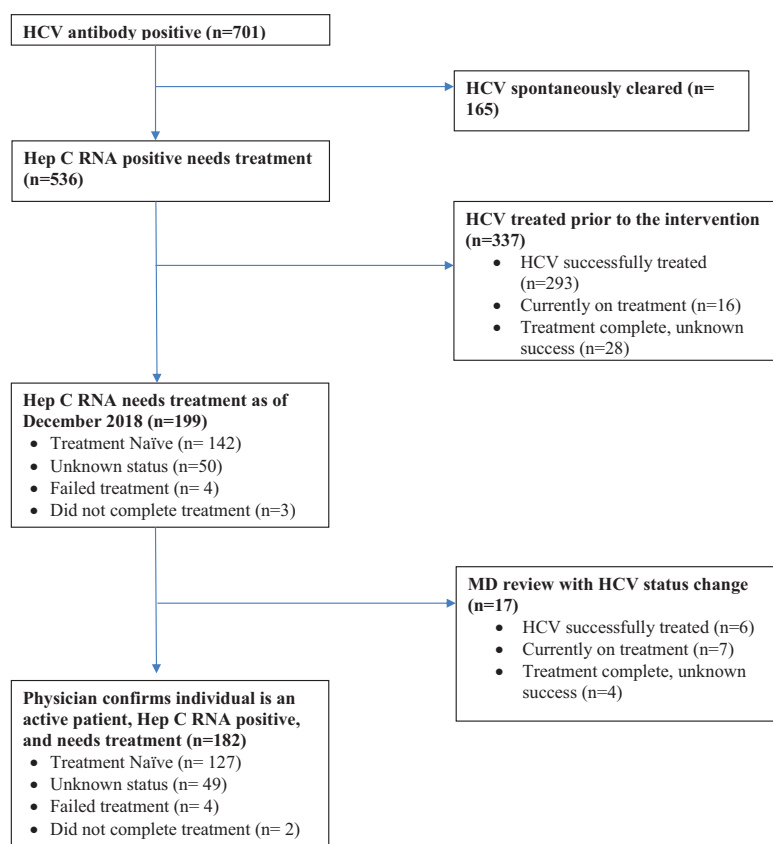 HCV antibody positive (n=701)
HCV spontaneously cleared (n=
165)
Hep C RNA positive needs treatment
(n=536)
HCV treated prior to the intervention
(n=337)
• HCV successfully treated
(n=293)
• Currently on treatment (n=16)
• Treatment complete, unknown
success (n=28)
Hep C RNA needs treatment as of
December 2018 (n=199)
• Treatment Naïve (n= 142)
• Unknown status (n=50)
• Failed treatment (n= 4)
• Did not complete treatment (n=3)
MD review with HCV status change
(n=17)
• HCV successfully treated (n=6)
• Currently on treatment (n=7)
• Treatment complete, unknown
success (n=4)
Physician confirms individual is an
active patient, Hep C RNA positive,
and needs treatment (n=182)
• Treatment Naïve (n= 127)
• Unknown status (n= 49)
• Failed treatment (n= 4)
• Did not complete treatment (n= 2)